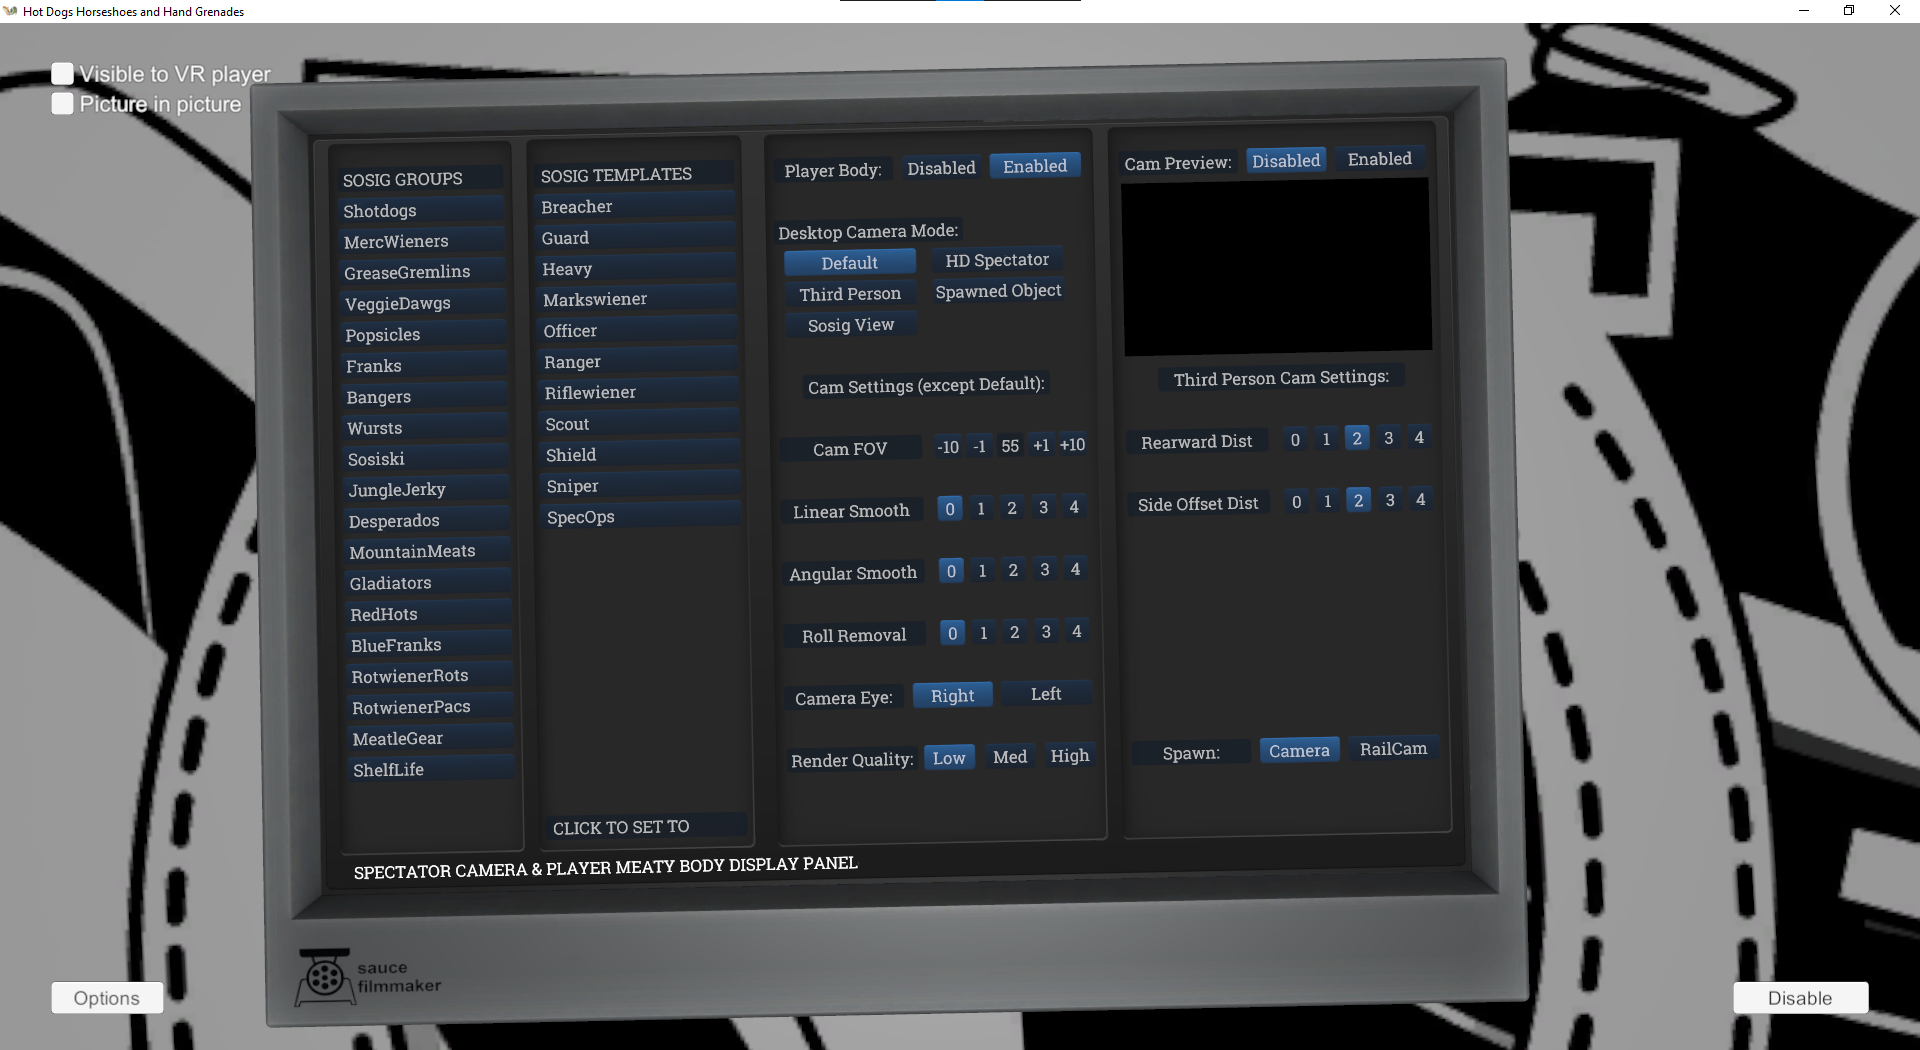 Hot Dogs Horseshoes and Hand Grenades
Visible to VR player
Picture in picture
SOSIG GROUPS
Shotdogs
MercWieners
GreaseGremlins
VeggieDawgs
Popsicles
Franks
Bangers
Wursts
Sosiski
JungleJerky
Desperados
MountainMeats
Gladiators
RedHots
BlueFranks
RotwienerRots
RotwienerPacs
MeatleGear
ShelfLife
SOSIG TEMPLATES
Breacher
Guard
Heavy
Markswiener
Officer
Ranger
Riflewiener
Scout
Shield
Sniper
SpecOps
CLICK TO SET TO
Player Body: Disabled Enabled
Desktop Camera Mode:
Default HD Spectator
Third Person Spawned Object
Sosig View
Cam Settings (except Default):
Cam FOV -10 -1 55 +1 +10
Linear Smooth 0 1 2 3 4
Angular Smooth 0 1 2 3 4
Roll Removal 0 1 2 3 4
Camera Eye: Right Left
Render Quality: Low Med High
Cam Preview: Disabled Enabled
Third Person Cam Settings:
Rearward Dist 0 1 2 3 4
Side Offset Dist 0 1 2 3 4
Spawn: Camera RailCam
SPECTATOR CAMERA & PLAYER MEATY BODY DISPLAY PANEL
sauce
filmmaker
Options
Disable